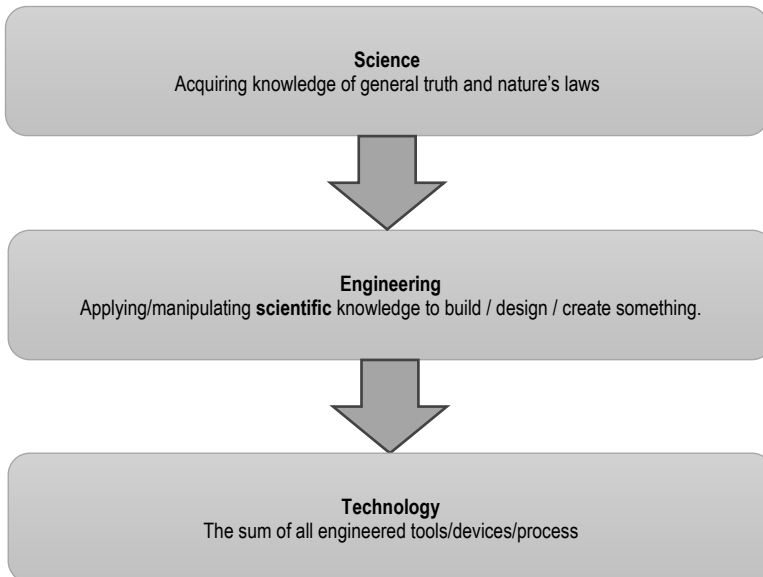 Science
Acquiring knowledge of general truth and nature’s laws
Engineering
Applying/manipulating scientific knowledge to build / design / create something.
Technology
The sum of all engineered tools/devices/process